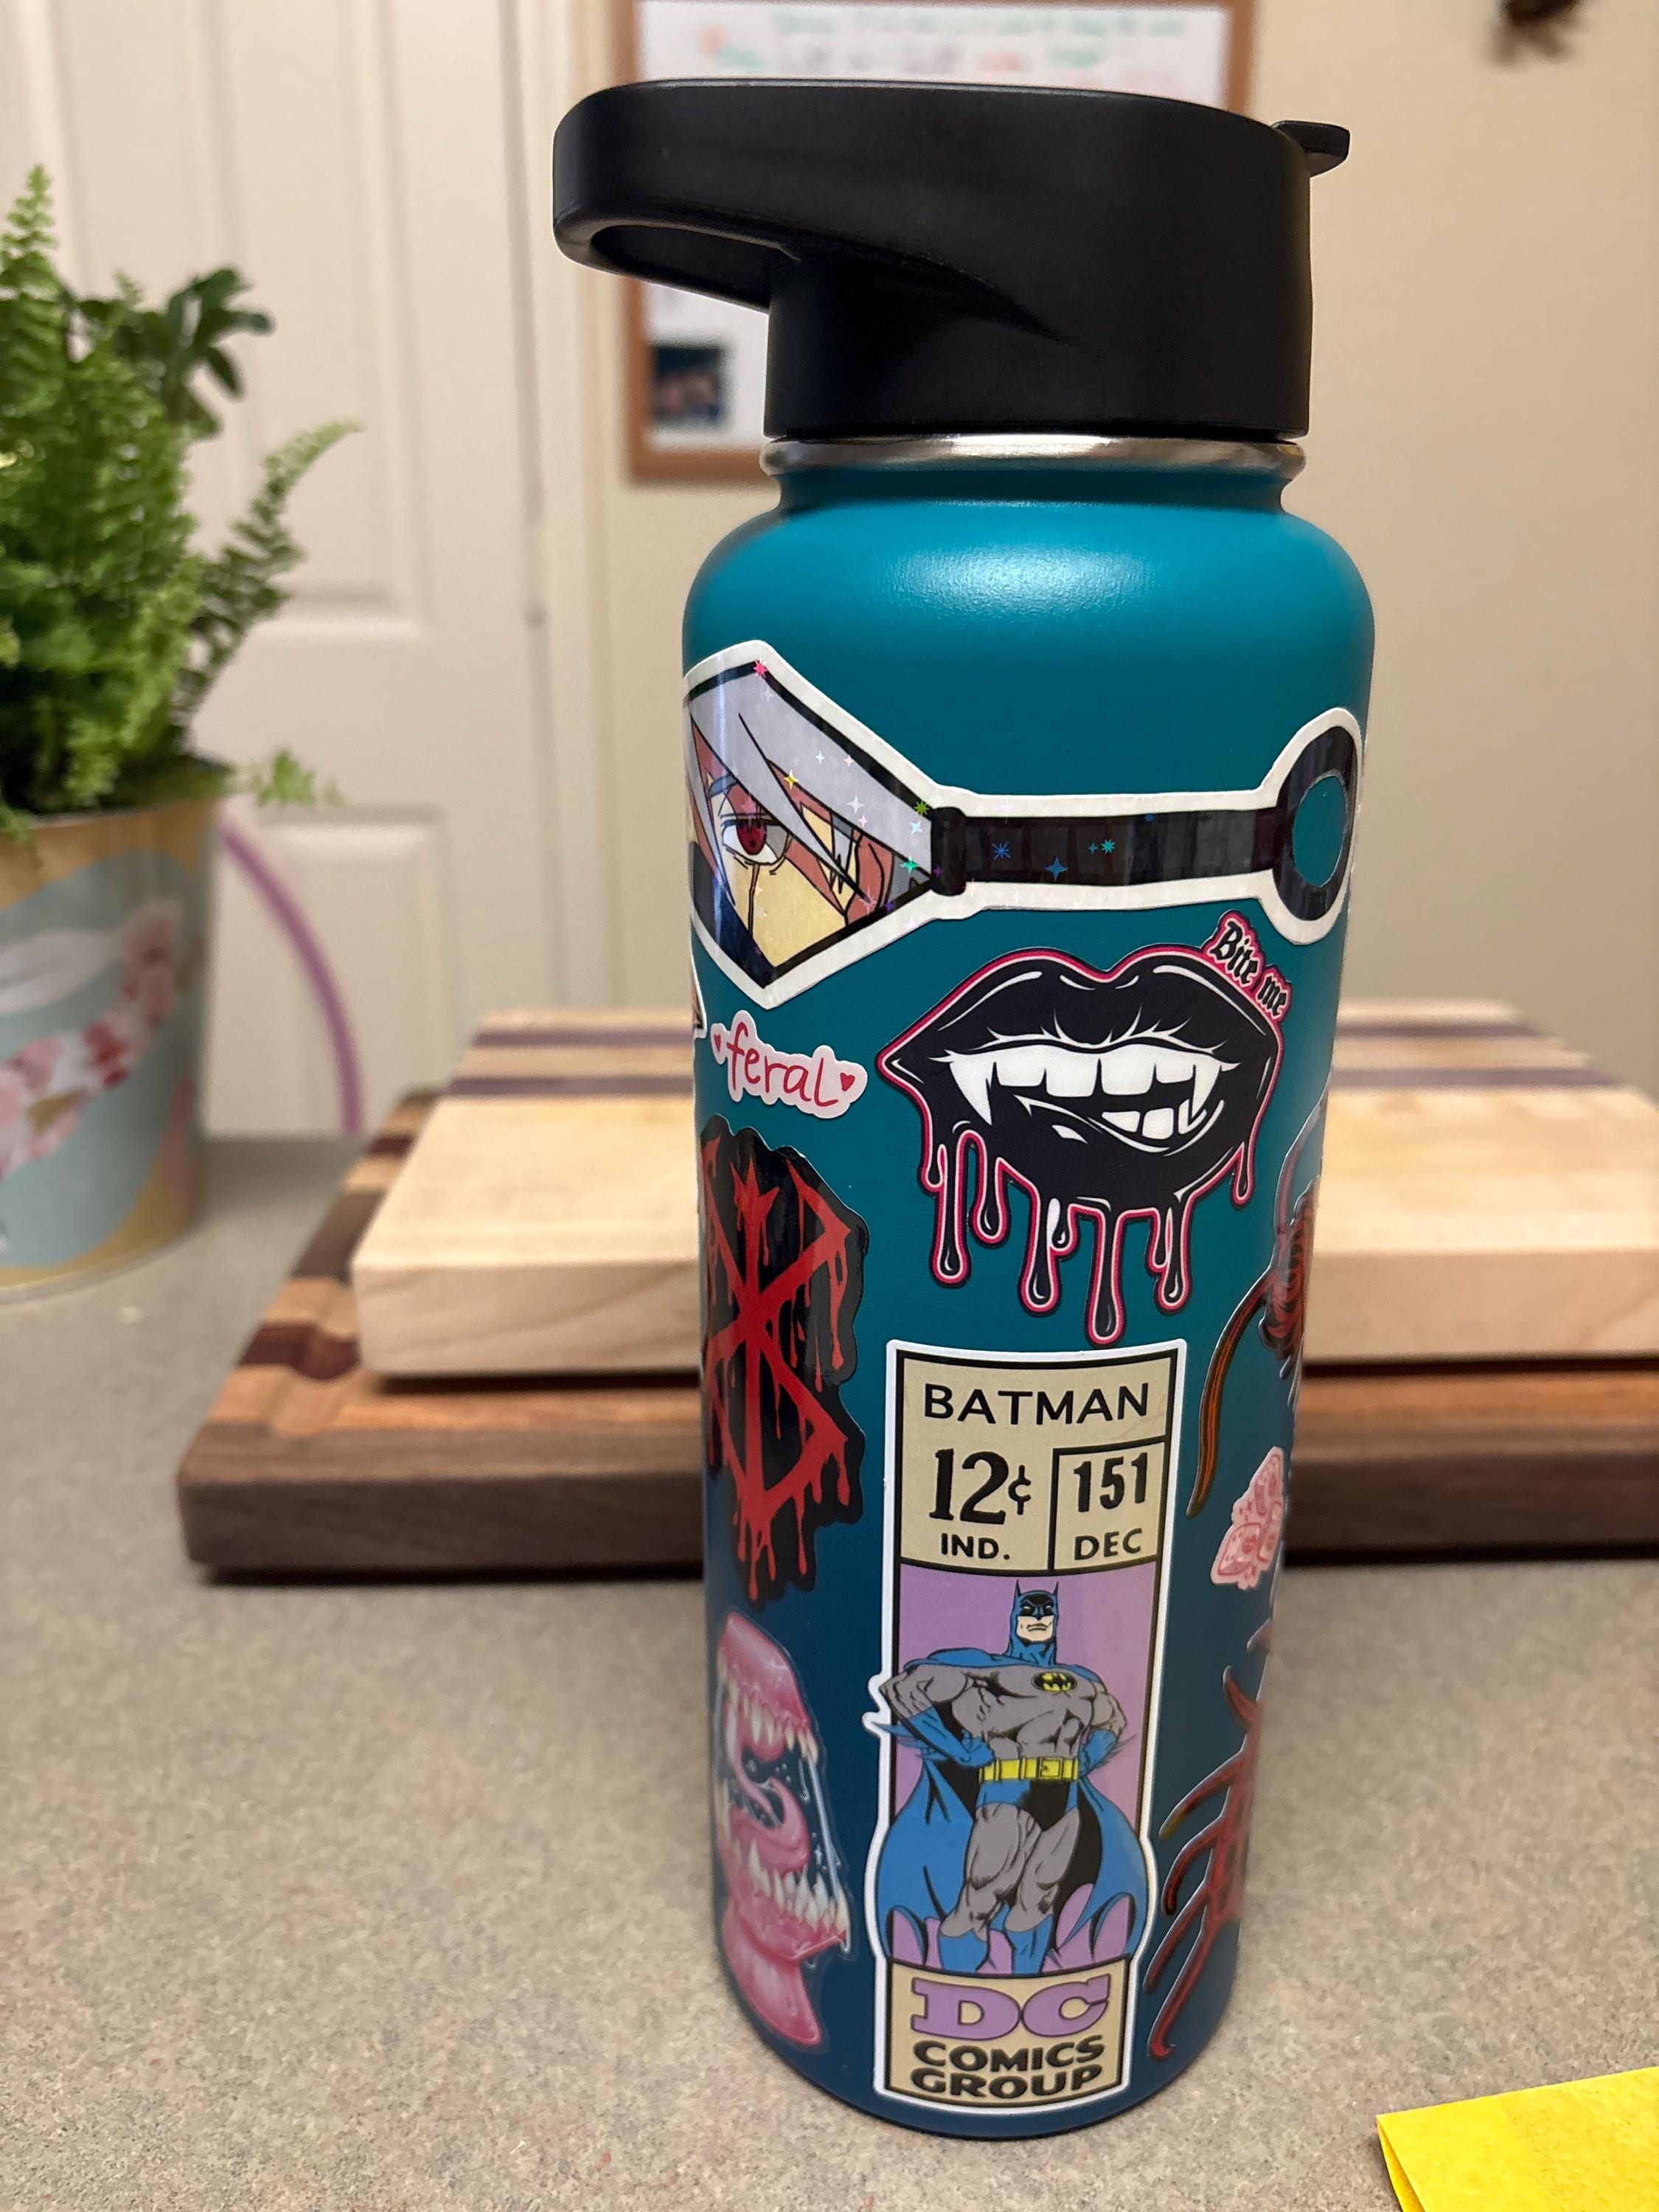 Bite me
feral
BATMAN
12¢ 151
IND. DEC
DC
COMICS
GROUP